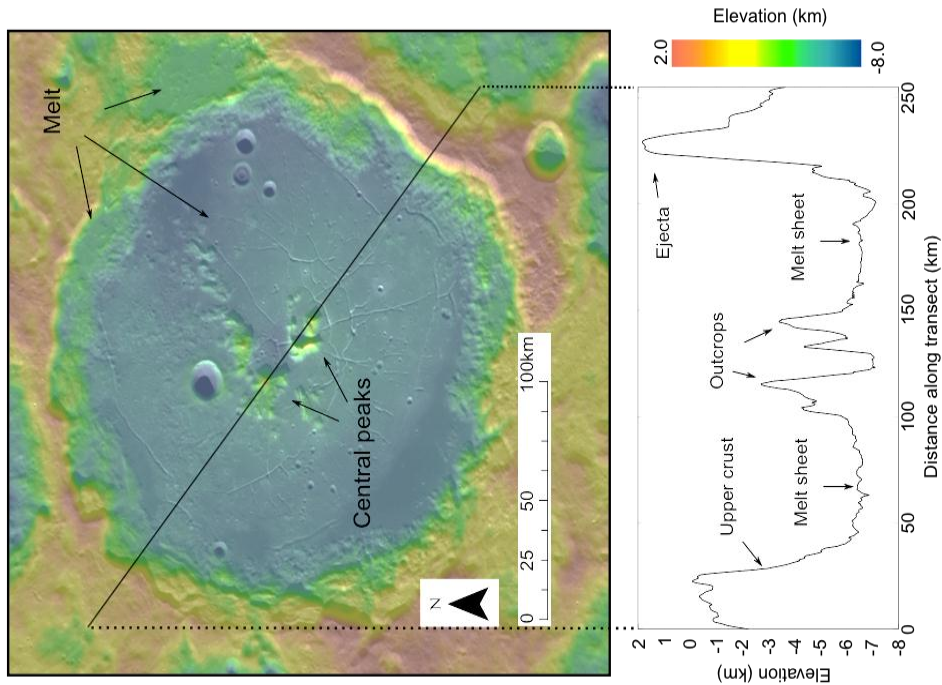 Elevation (km)
2.0
-8.0
Melt
Central peaks
N
0
25
50
100km
Ejecta
Melt sheet
Outcrops
Upper crust
Melt sheet
0
50
100
150
200
250
Distance along transect (km)
2
1
0
-1
-2
-3
-4
-5
-6
-7
-8
Elevation (km)